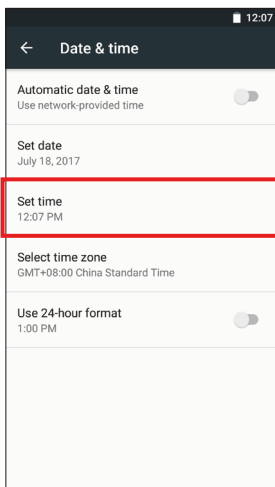 12:07
Date & time
Automatic date & time
Use network-provided time
Set date
July 18, 2017
Set time
12:07 PM
Select time zone
GMT+08:00 China Standard Time
Use 24-hour format
1:00 PM